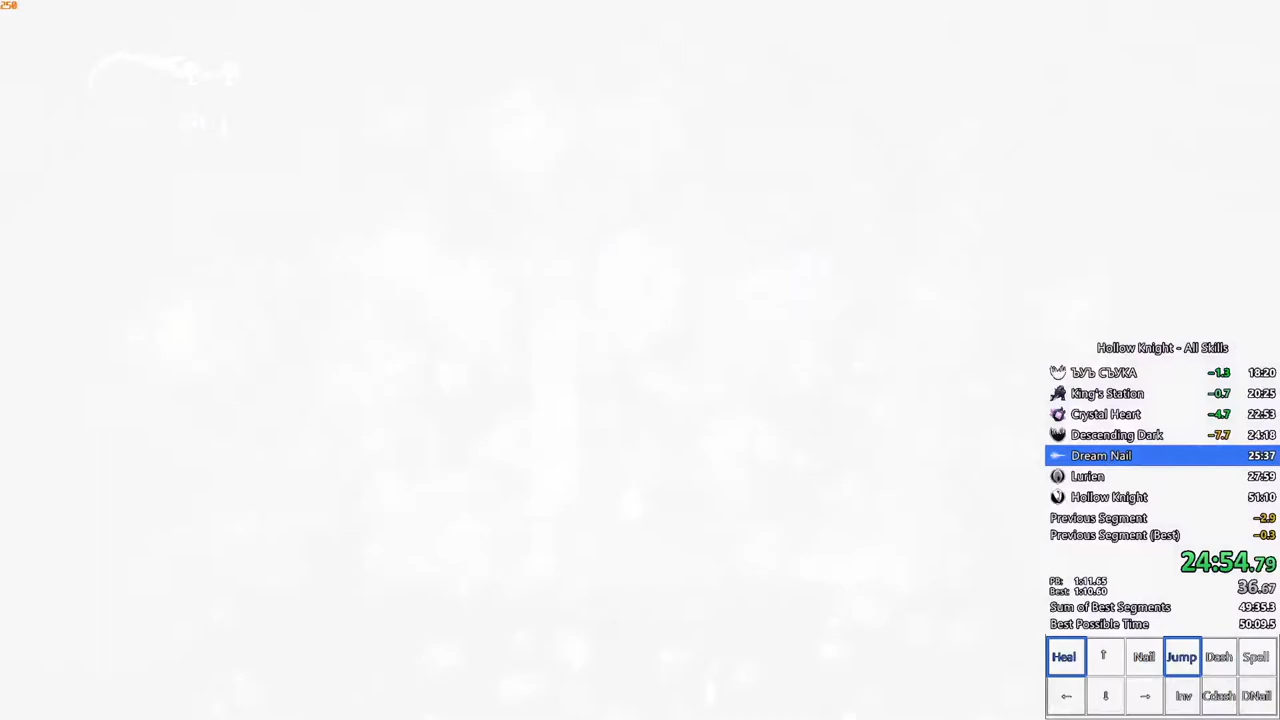 250
Hollow Knight - All Skills
ЪУЪ СЪУКА -1.3 18:20
King's Station -0.7 20:25
Crystal Heart -4.7 22:53
Descending Dark -7.7 24:18
Dream Nail 25:37
Lurien 27:59
Hollow Knight 51:10
Previous Segment -2.9
Previous Segment (Best) -0.3
24:54.79
PB: 1:11.65 36.67
Best: 1:10.60
Sum of Best Segments 49:35.3
Best Possible Time 50:09.5
Heal ↑ Nail Jump Dash Spell
← ↓ → Inv Cdash DNail